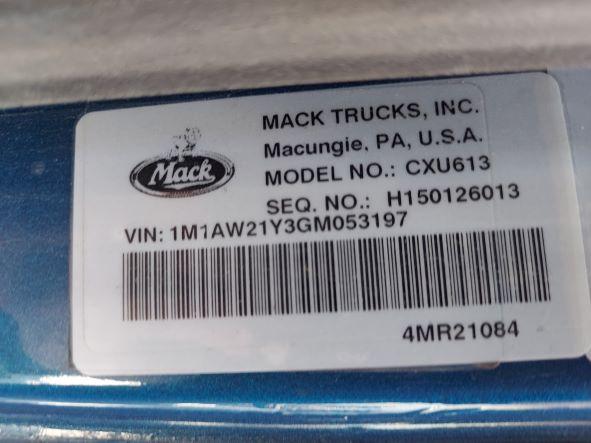 MACK TRUCKS, INC.
Macungie, PA, U.S.A.
Mack
MODEL NO.: CXU613
SEQ. NO.: H150126013
VIN: 1M1AW21Y3GM053197
4MR21084